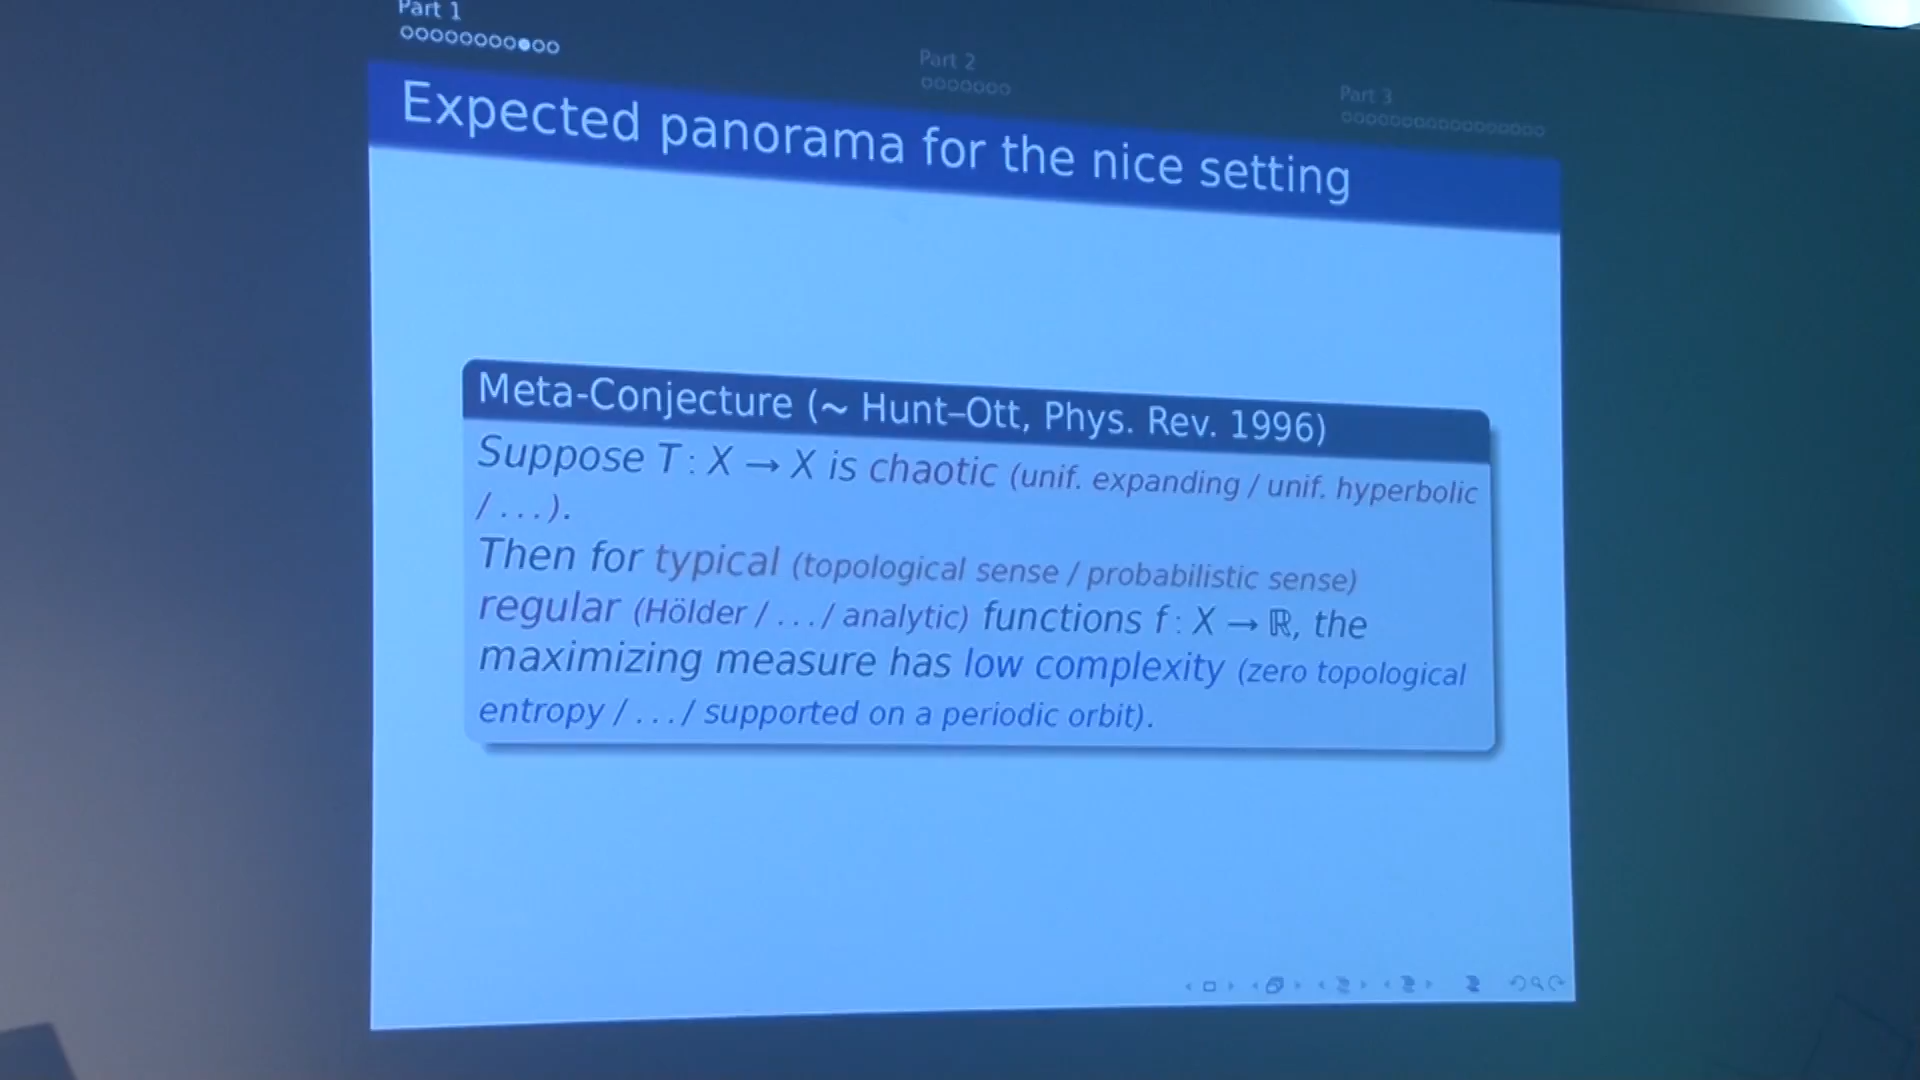 Part 1
Part 2
Part 3
Expected panorama for the nice setting
Meta-Conjecture (~ Hunt–Ott, Phys. Rev. 1996)
Suppose T : X → X is chaotic (unif. expanding / unif. hyperbolic
/ . . .).
Then for typical (topological sense / probabilistic sense)
regular (Hölder / . . . / analytic) functions f : X → ℝ, the
maximizing measure has low complexity (zero topological
entropy / . . . / supported on a periodic orbit).